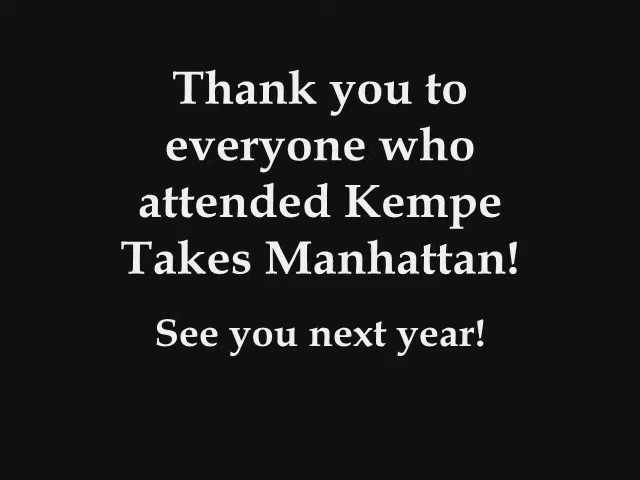 Thank you to
everyone who
attended Kempe
Takes Manhattan!
See you next year!